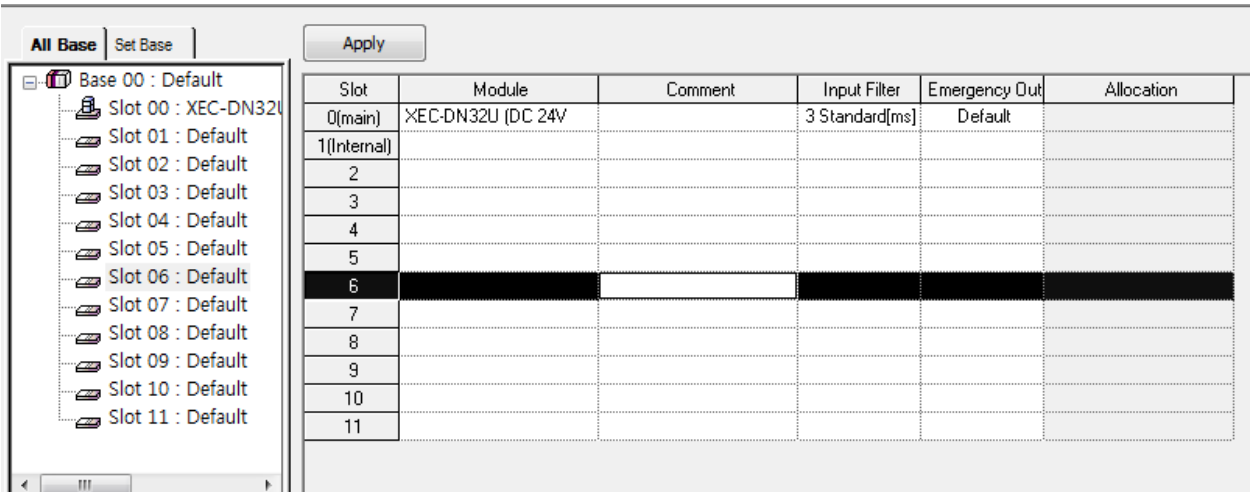 All Base Set Base
Apply
Base 00 : Default
Slot 00 : XEC-DN32U
Slot 01 : Default
Slot 02 : Default
Slot 03 : Default
Slot 04 : Default
Slot 05 : Default
Slot 06 : Default
Slot 07 : Default
Slot 08 : Default
Slot 09 : Default
Slot 10 : Default
Slot 11 : Default
Slot Module Comment Input Filter Emergency Out Allocation
0(main) XEC-DN32U (DC 24V 3 Standard[ms] Default
1(Internal)
2
3
4
5
6
7
8
9
10
11